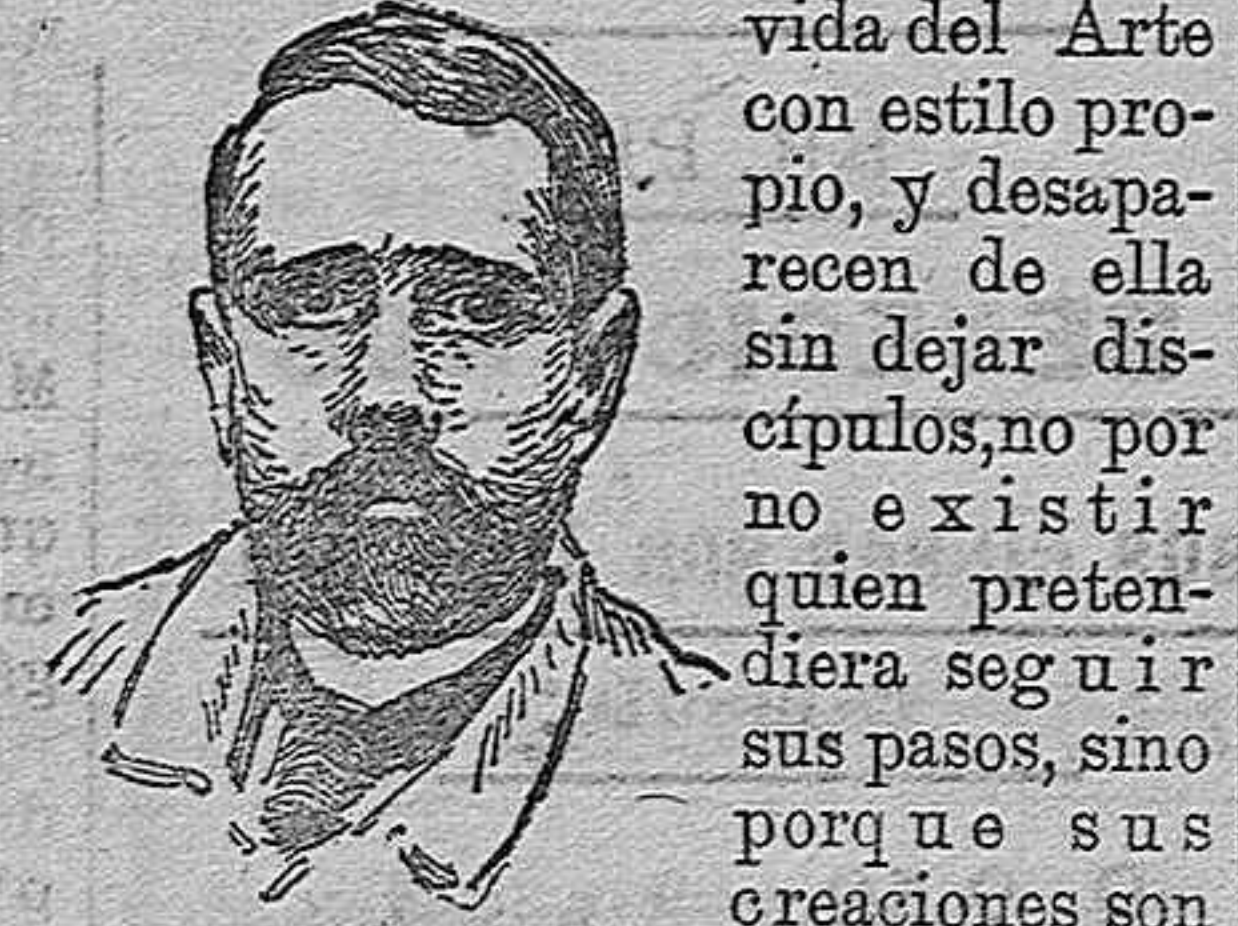 vida del Arte
con estilo pro-
pio, y desapa-
recen de ella
sin dejar dis-
cípulos, no por
no existir
quien preten-
diera seguir
sus pasos, sino
porque sus
creaciones son